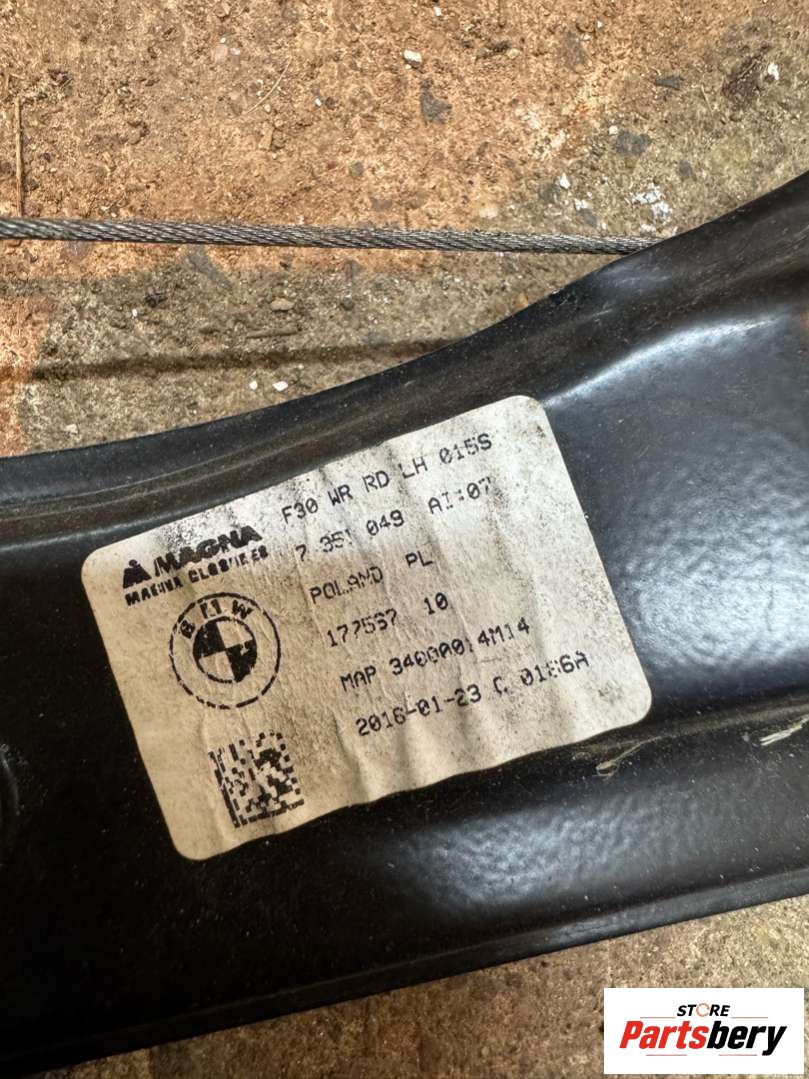 MAGNA
MAGNA CLOSURES
BMW
F30 WR RD LH 015S
7 351 049 AI:07
POLAND PL
177567 10
MAP 34000014M14
2016-01-23 C 0186A
STORE
Partsbery